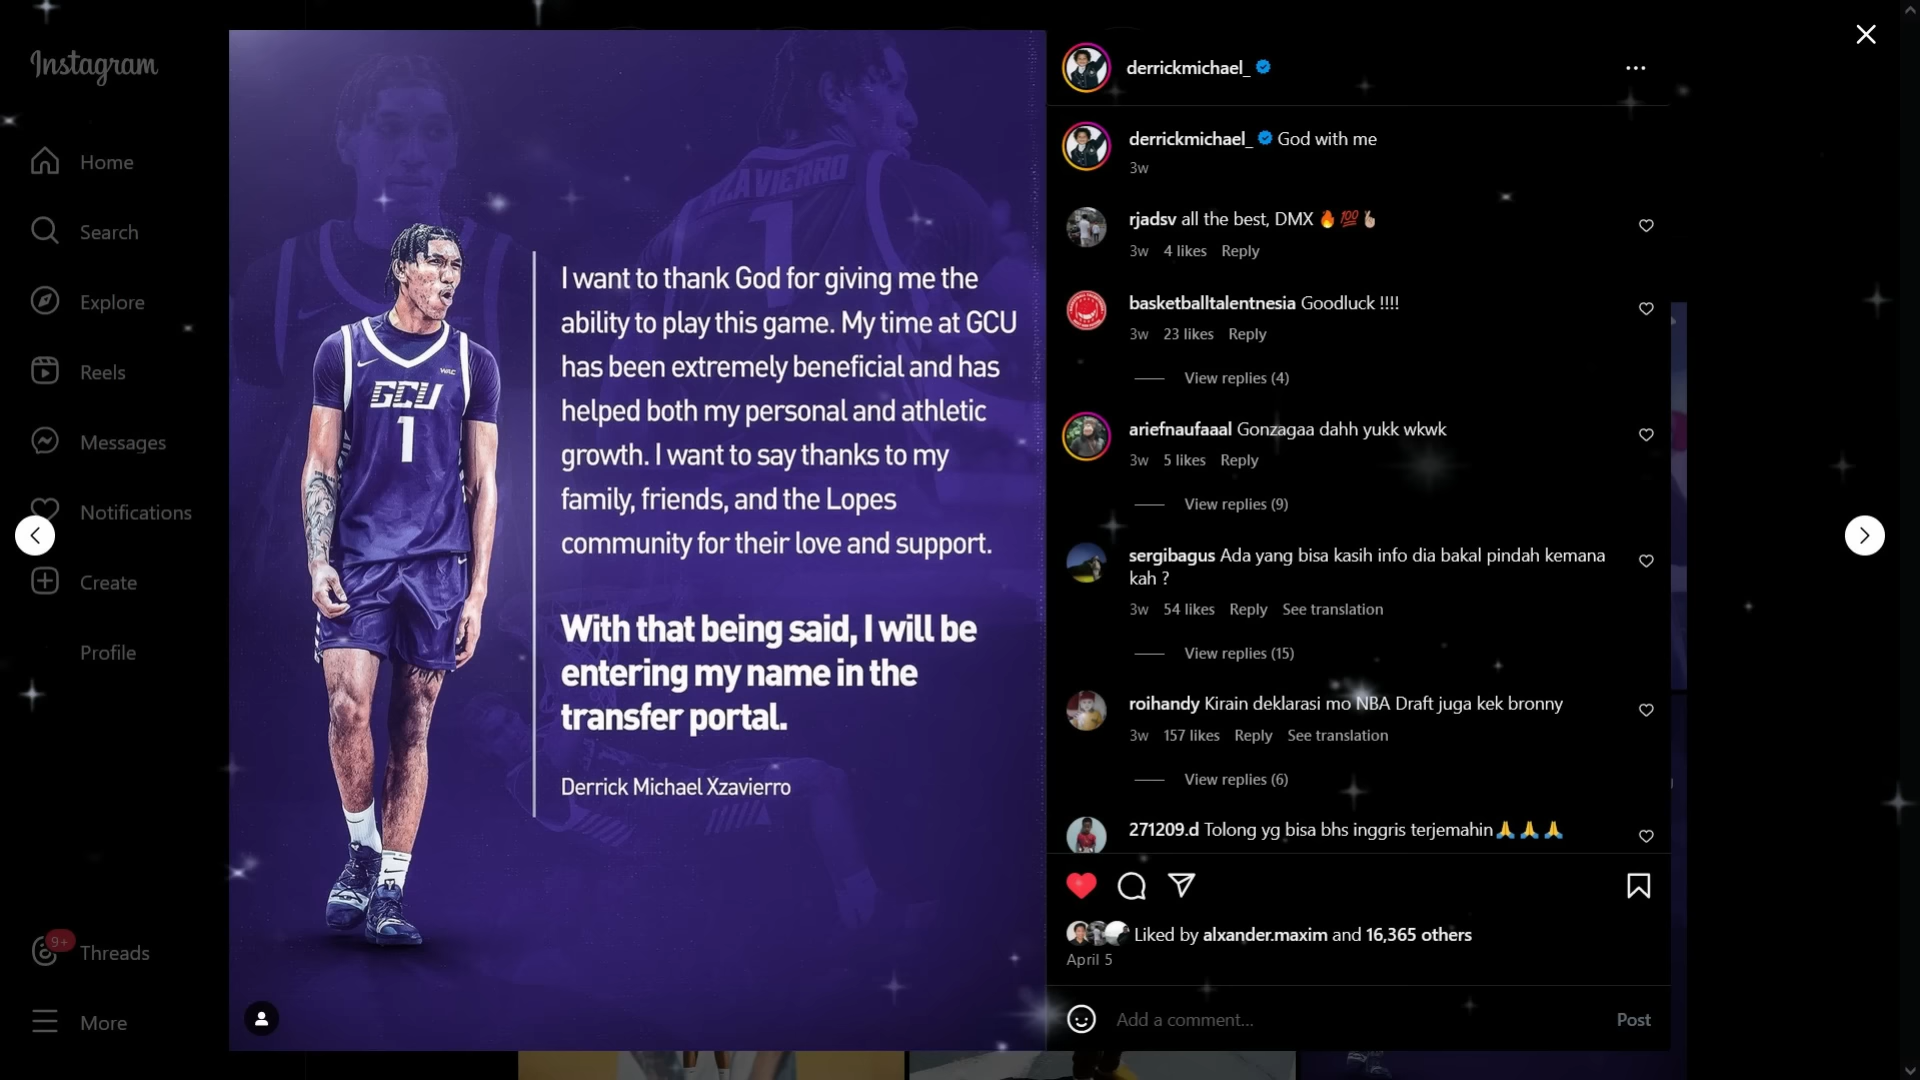 Instagram
Home
Search
Explore
Reels
Messages
Notifications
Create
Profile
9+
Threads
More
XZAVIERRO
1
WAC
GCU
1
I want to thank God for giving me the
ability to play this game. My time at GCU
has been extremely beneficial and has
helped both my personal and athletic
growth. I want to say thanks to my
family, friends, and the Lopes
community for their love and support.
With that being said, I will be
entering my name in the
transfer portal.
Derrick Michael Xzavierro
derrickmichael_
derrickmichael_ God with me
3w
rjadsv all the best, DMX 🔥💯🤞🏼
3w 4 likes Reply
basketballtalentnesia Goodluck !!!!
3w 23 likes Reply
View replies (4)
ariefnaufaaal Gonzagaa dahh yukk wkwk
3w 5 likes Reply
View replies (9)
sergibagus Ada yang bisa kasih info dia bakal pindah kemana
kah ?
3w 54 likes Reply See translation
View replies (15)
roihandy Kirain deklarasi mo NBA Draft juga kek bronny
3w 157 likes Reply See translation
View replies (6)
271209.d Tolong yg bisa bhs inggris terjemahin🙏🙏🙏
Liked by alxander.maxim and 16,365 others
April 5
Add a comment...
Post